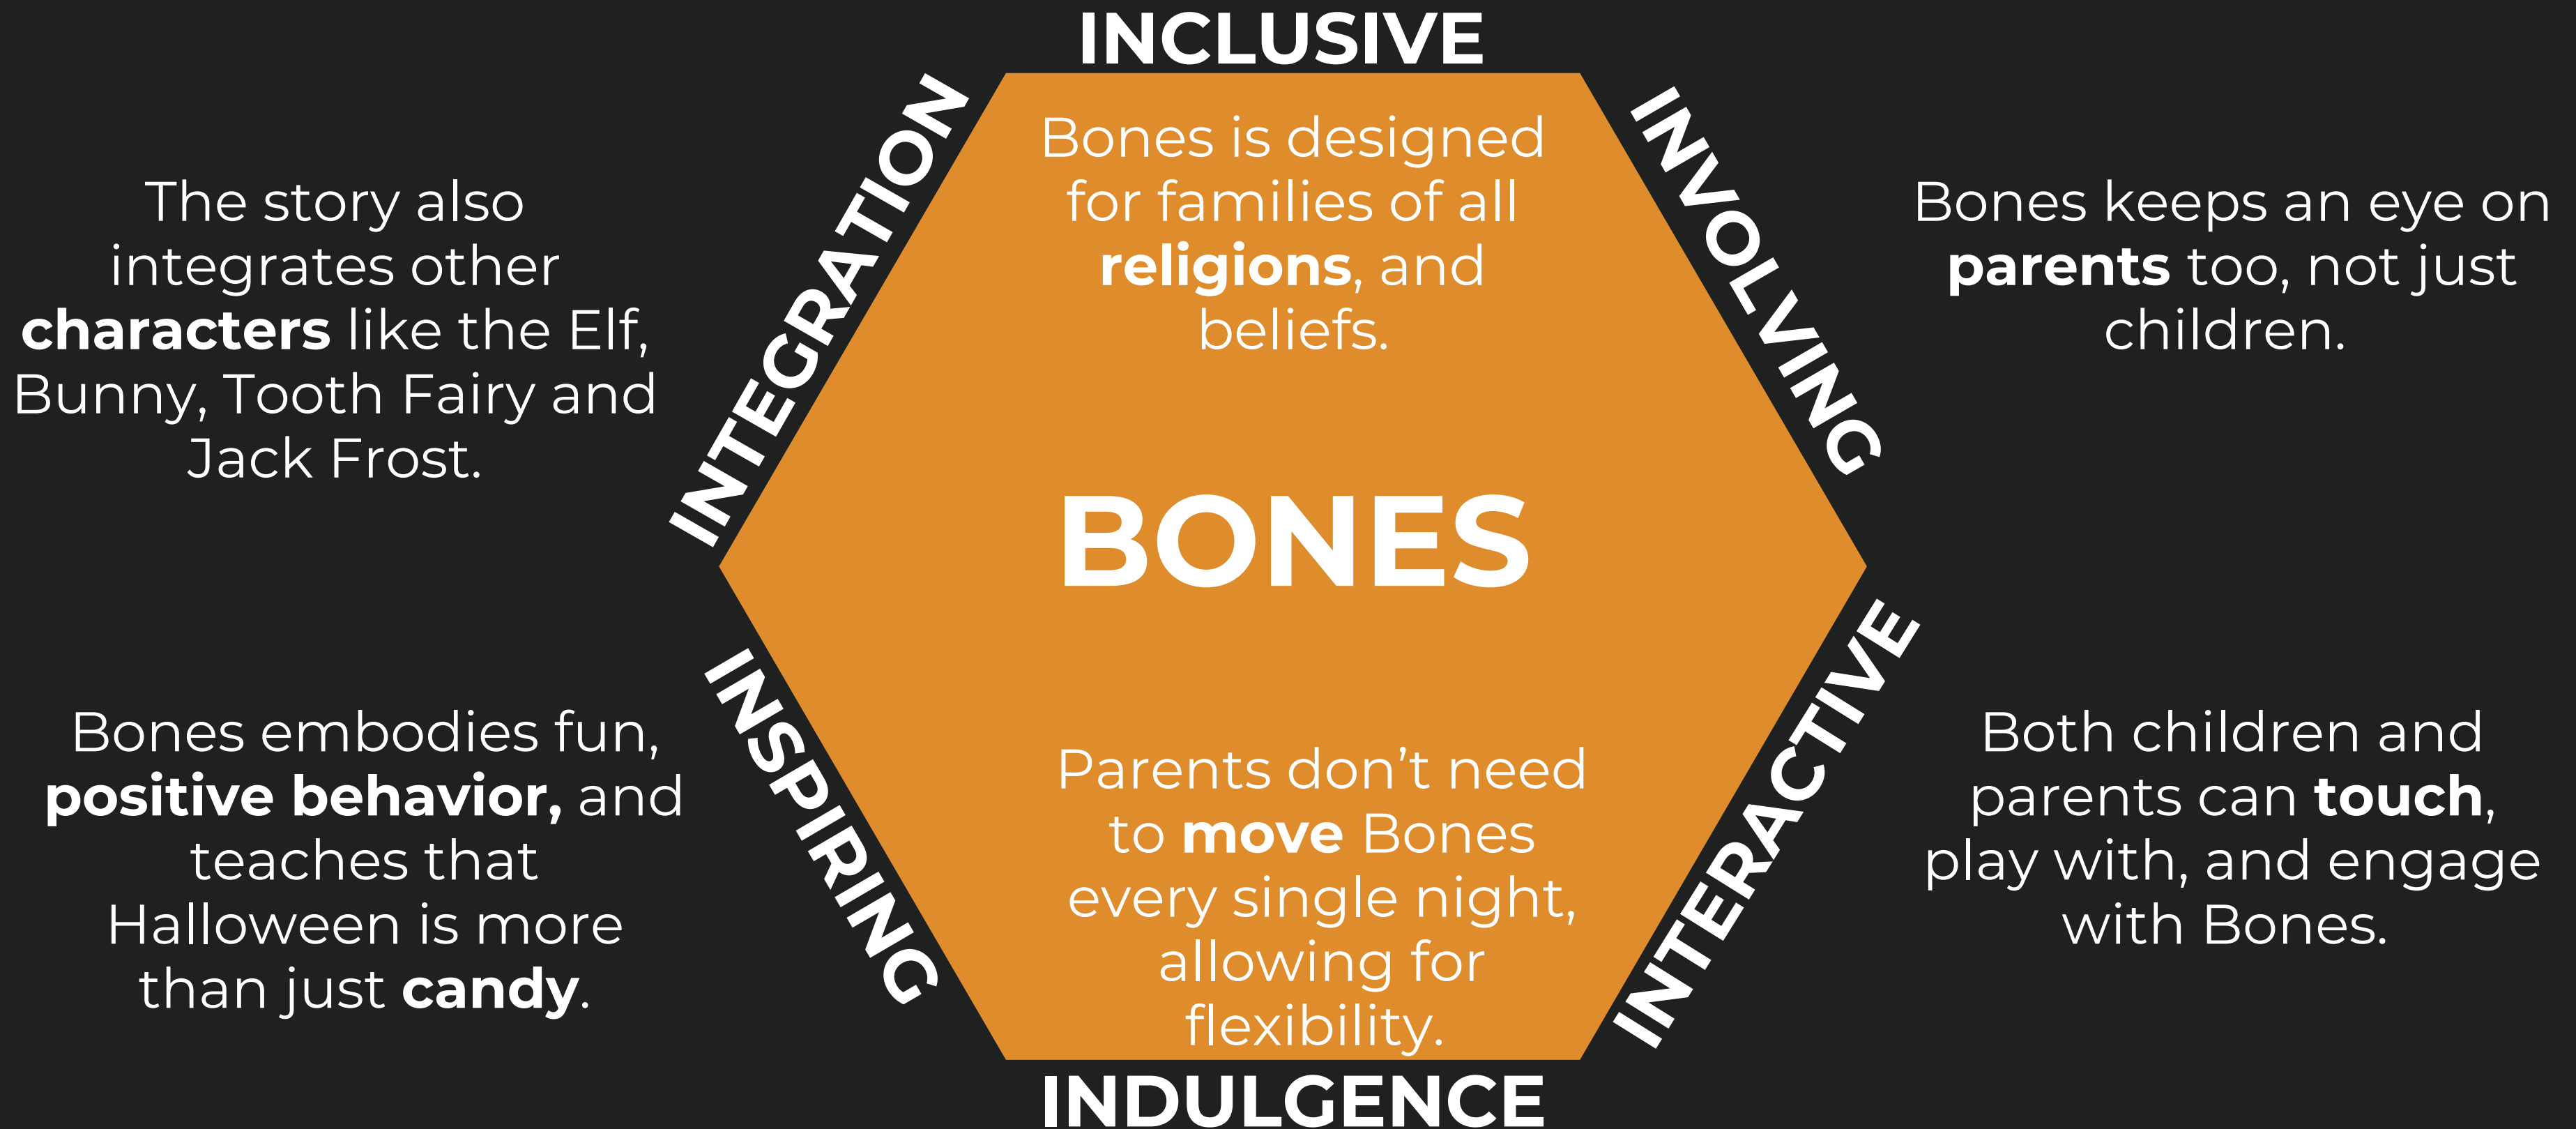 INCLUSIVE
Bones is designed
for families of all
religions, and
beliefs.
INTEGRATION
The story also
integrates other
characters like the Elf,
Bunny, Tooth Fairy and
Jack Frost.
INVOLVING
Bones keeps an eye on
parents too, not just
children.
BONES
INSPIRING
Bones embodies fun,
positive behavior, and
teaches that
Halloween is more
than just candy.
Parents don’t need
to move Bones
every single night,
allowing for
flexibility.
INDULGENCE
INTERACTIVE
Both children and
parents can touch,
play with, and engage
with Bones.